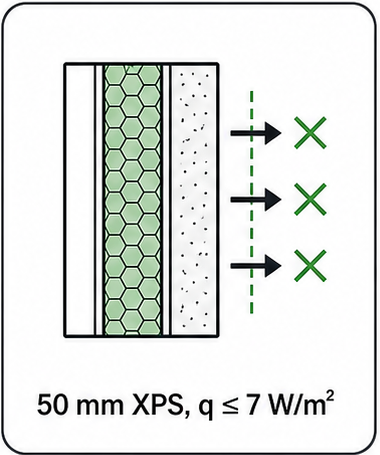 50 mm XPS, q ≤ 7 W/m²